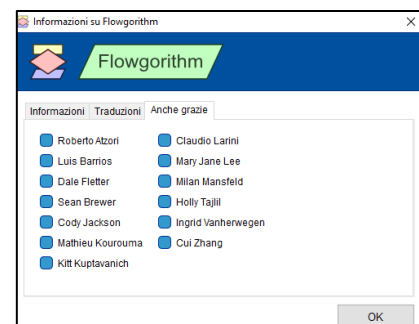 Informazioni su Flowgorithm
Flowgorithm
Informazioni Traduzioni Anche grazie
Roberto Atzori
Luis Barrios
Dale Fletter
Sean Brewer
Cody Jackson
Mathieu Kourouma
Kitt Kuptavanich
Claudio Larini
Mary Jane Lee
Milan Mansfeld
Holly Tajlil
Ingrid Vanherwegen
Cui Zhang
OK